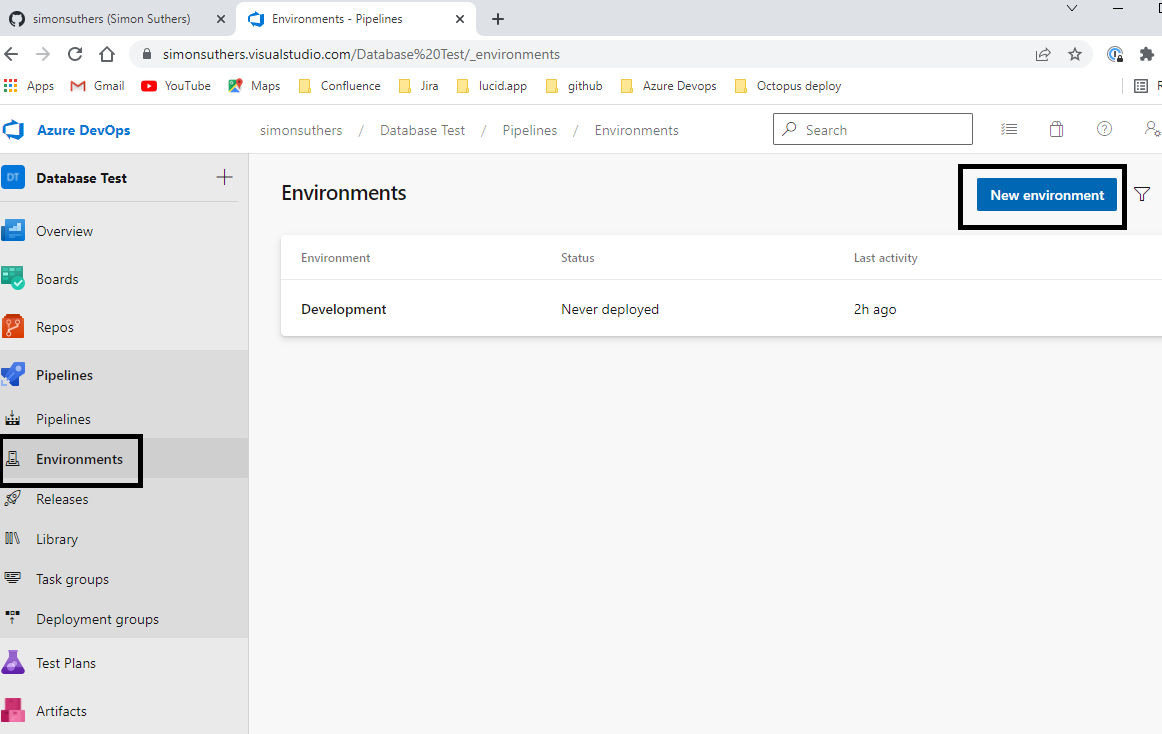 simonsuthers (Simon Suthers)
Environments - Pipelines
simonsuthers.visualstudio.com/Database%20Test/_environments
Apps Gmail YouTube Maps Confluence Jira lucid.app github Azure Devops Octopus deploy
Azure DevOps
simonsuthers / Database Test / Pipelines / Environments
Search
DT Database Test
Overview
Boards
Repos
Pipelines
Pipelines
Environments
Releases
Library
Task groups
Deployment groups
Test Plans
Artifacts
Environments
New environment
Environment Status Last activity
Development Never deployed 2h ago